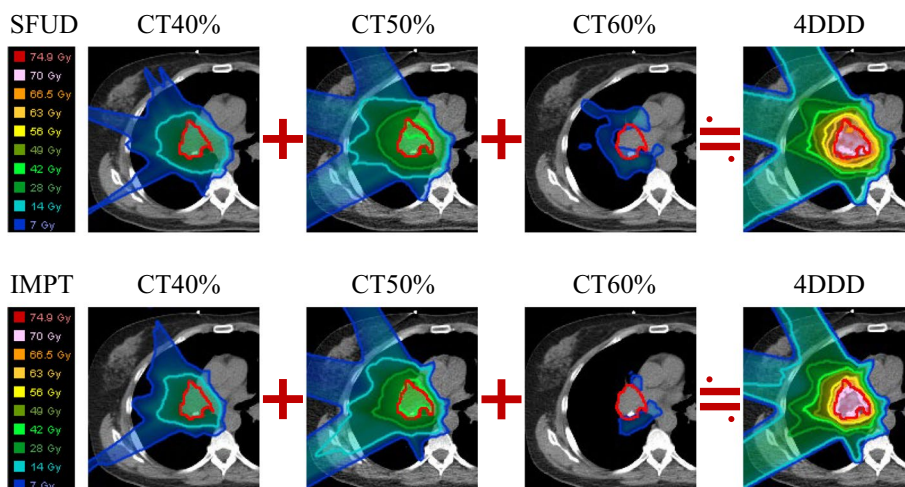 SFUD CT40% CT50% CT60% 4DDD
74.9 Gy
70 Gy
66.5 Gy
63 Gy
56 Gy
49 Gy
42 Gy
28 Gy
14 Gy
7 Gy
+ + ≒
IMPT CT40% CT50% CT60% 4DDD
74.9 Gy
70 Gy
66.5 Gy
63 Gy
56 Gy
49 Gy
42 Gy
28 Gy
14 Gy
7 Gy
+ + ≒